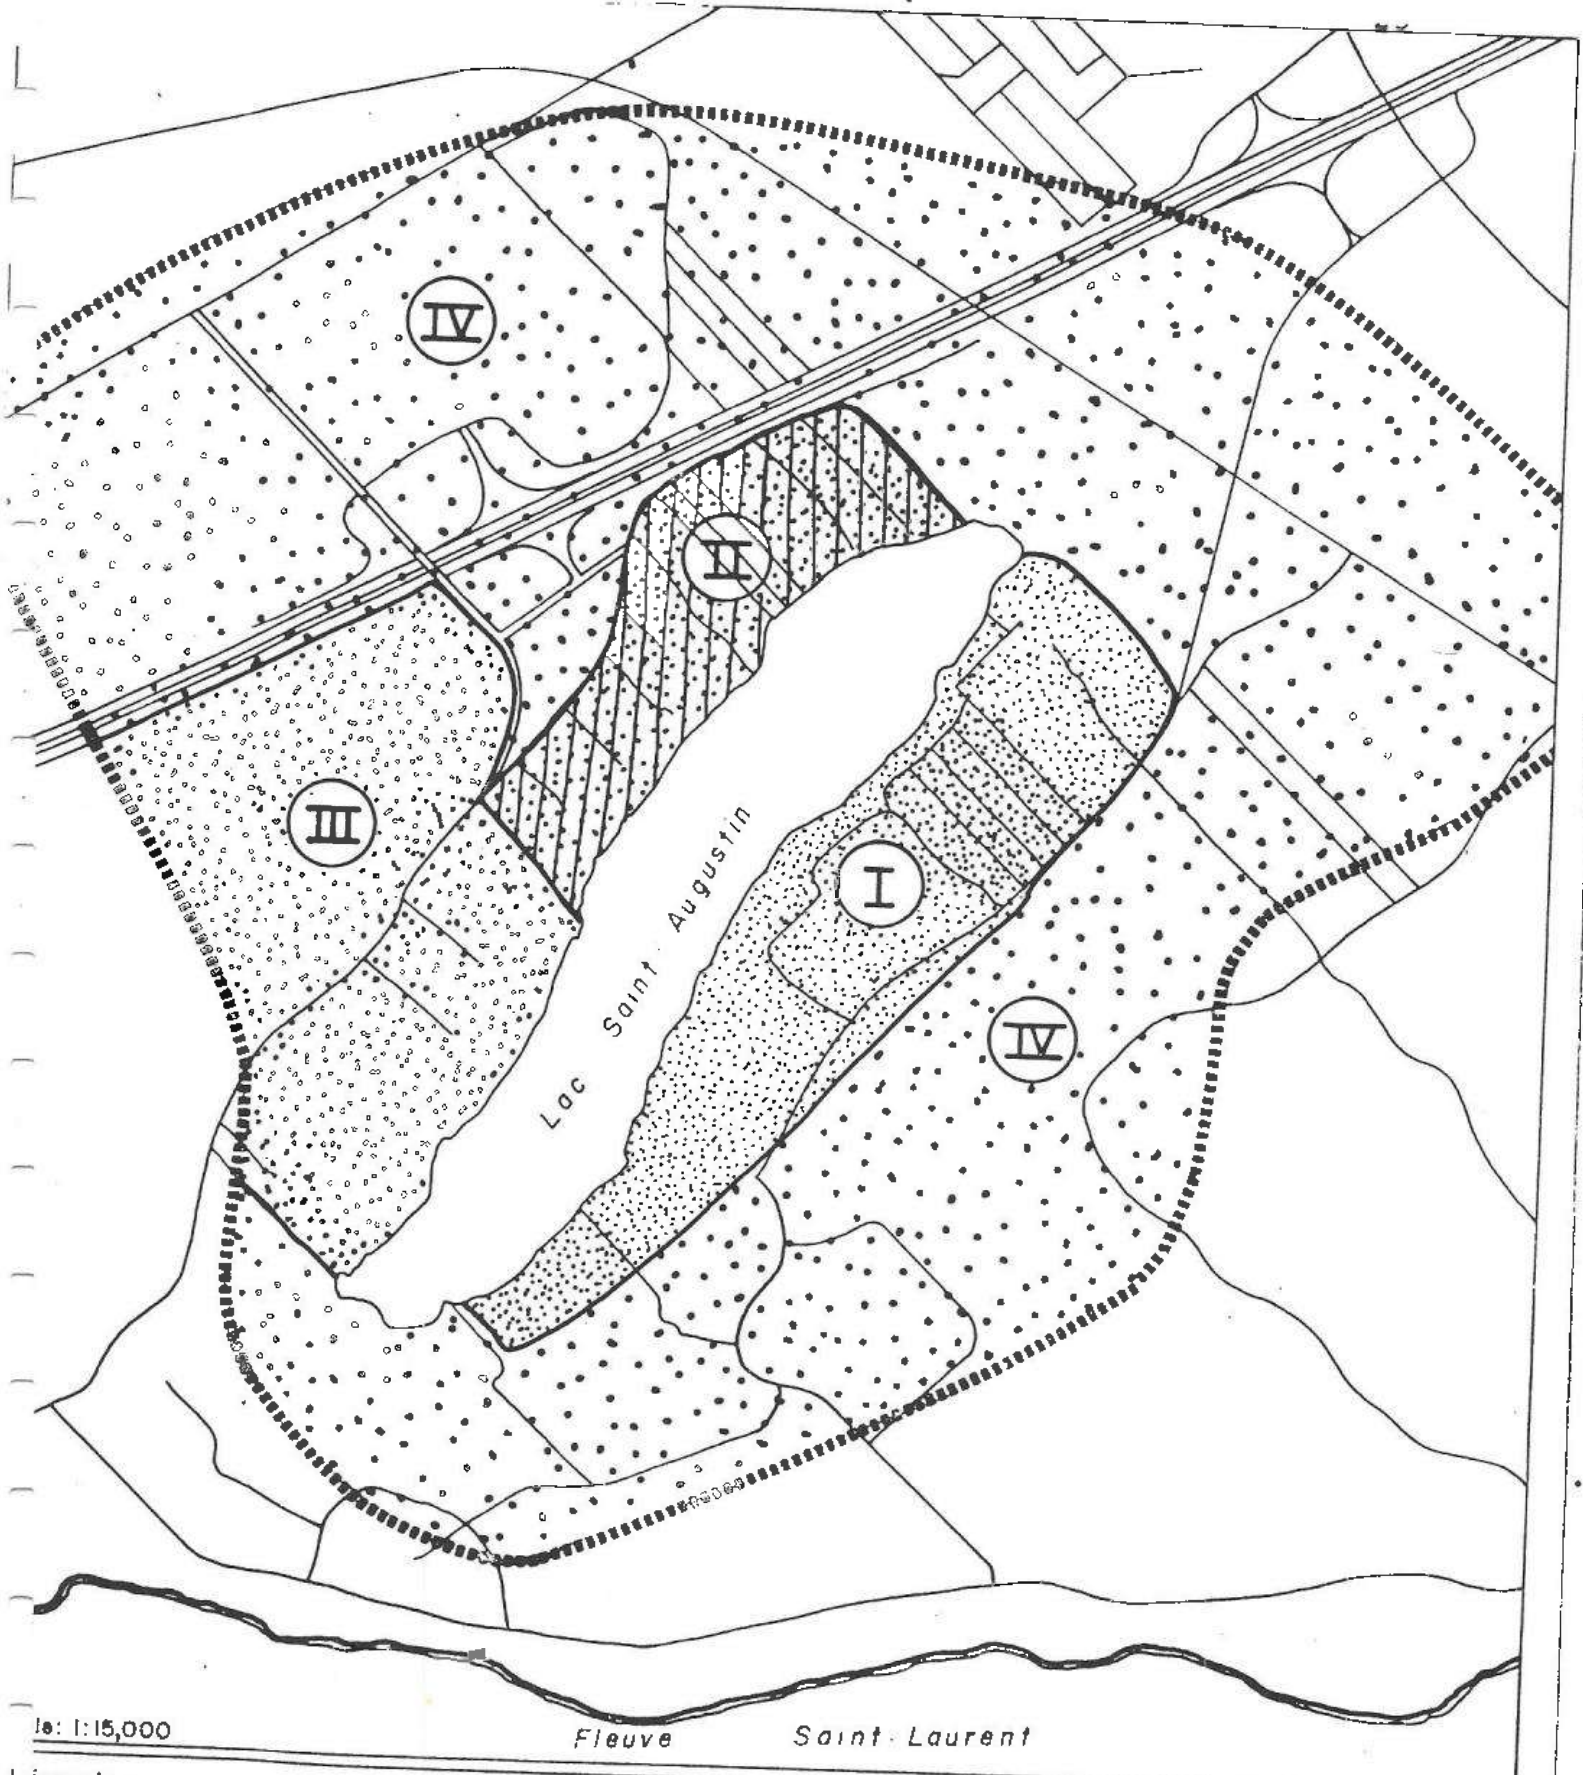 IV
II
III
I
Lac Saint Augustin
IV
le: 1:15,000
Fleuve Saint-Laurent